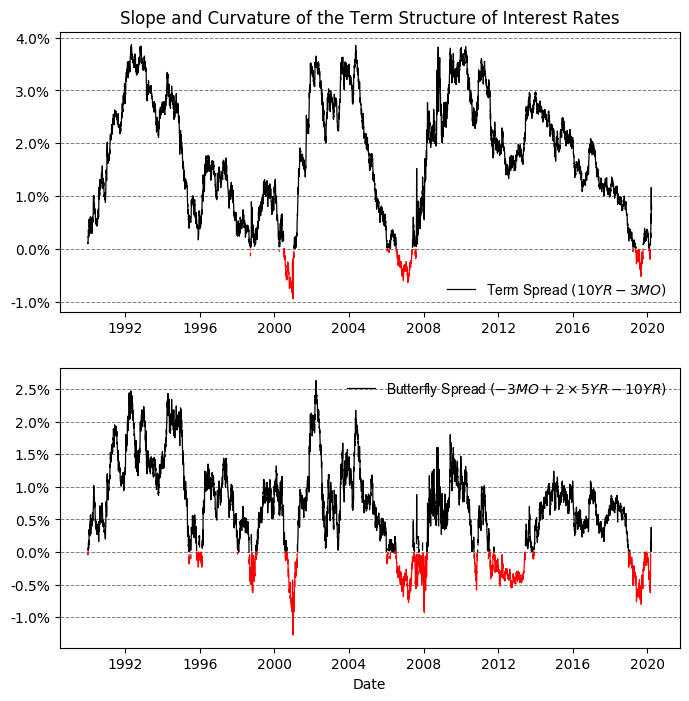 Slope and Curvature of the Term Structure of Interest Rates
4.0%
3.0%
2.0%
1.0%
0.0%
-1.0%
Term Spread (10YR − 3MO)
1992 1996 2000 2004 2008 2012 2016 2020
Butterfly Spread (−3MO + 2 × 5YR − 10YR)
2.5%
2.0%
1.5%
1.0%
0.5%
0.0%
-0.5%
-1.0%
1992 1996 2000 2004 2008 2012 2016 2020
Date